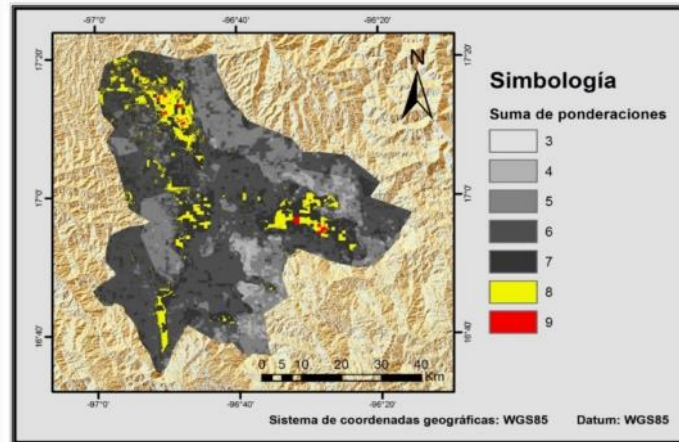 -97°0' -96°40' -96°20'
17°20' 17°20'
N
Simbología
Suma de ponderaciones
3
4
5
6
7
8
9
17°0' 17°0'
16°40' 16°40'
0 5 10 20 30 40
Km
-97°0' -96°40' -96°20'
Sistema de coordenadas geográficas: WGS85 Datum: WGS85